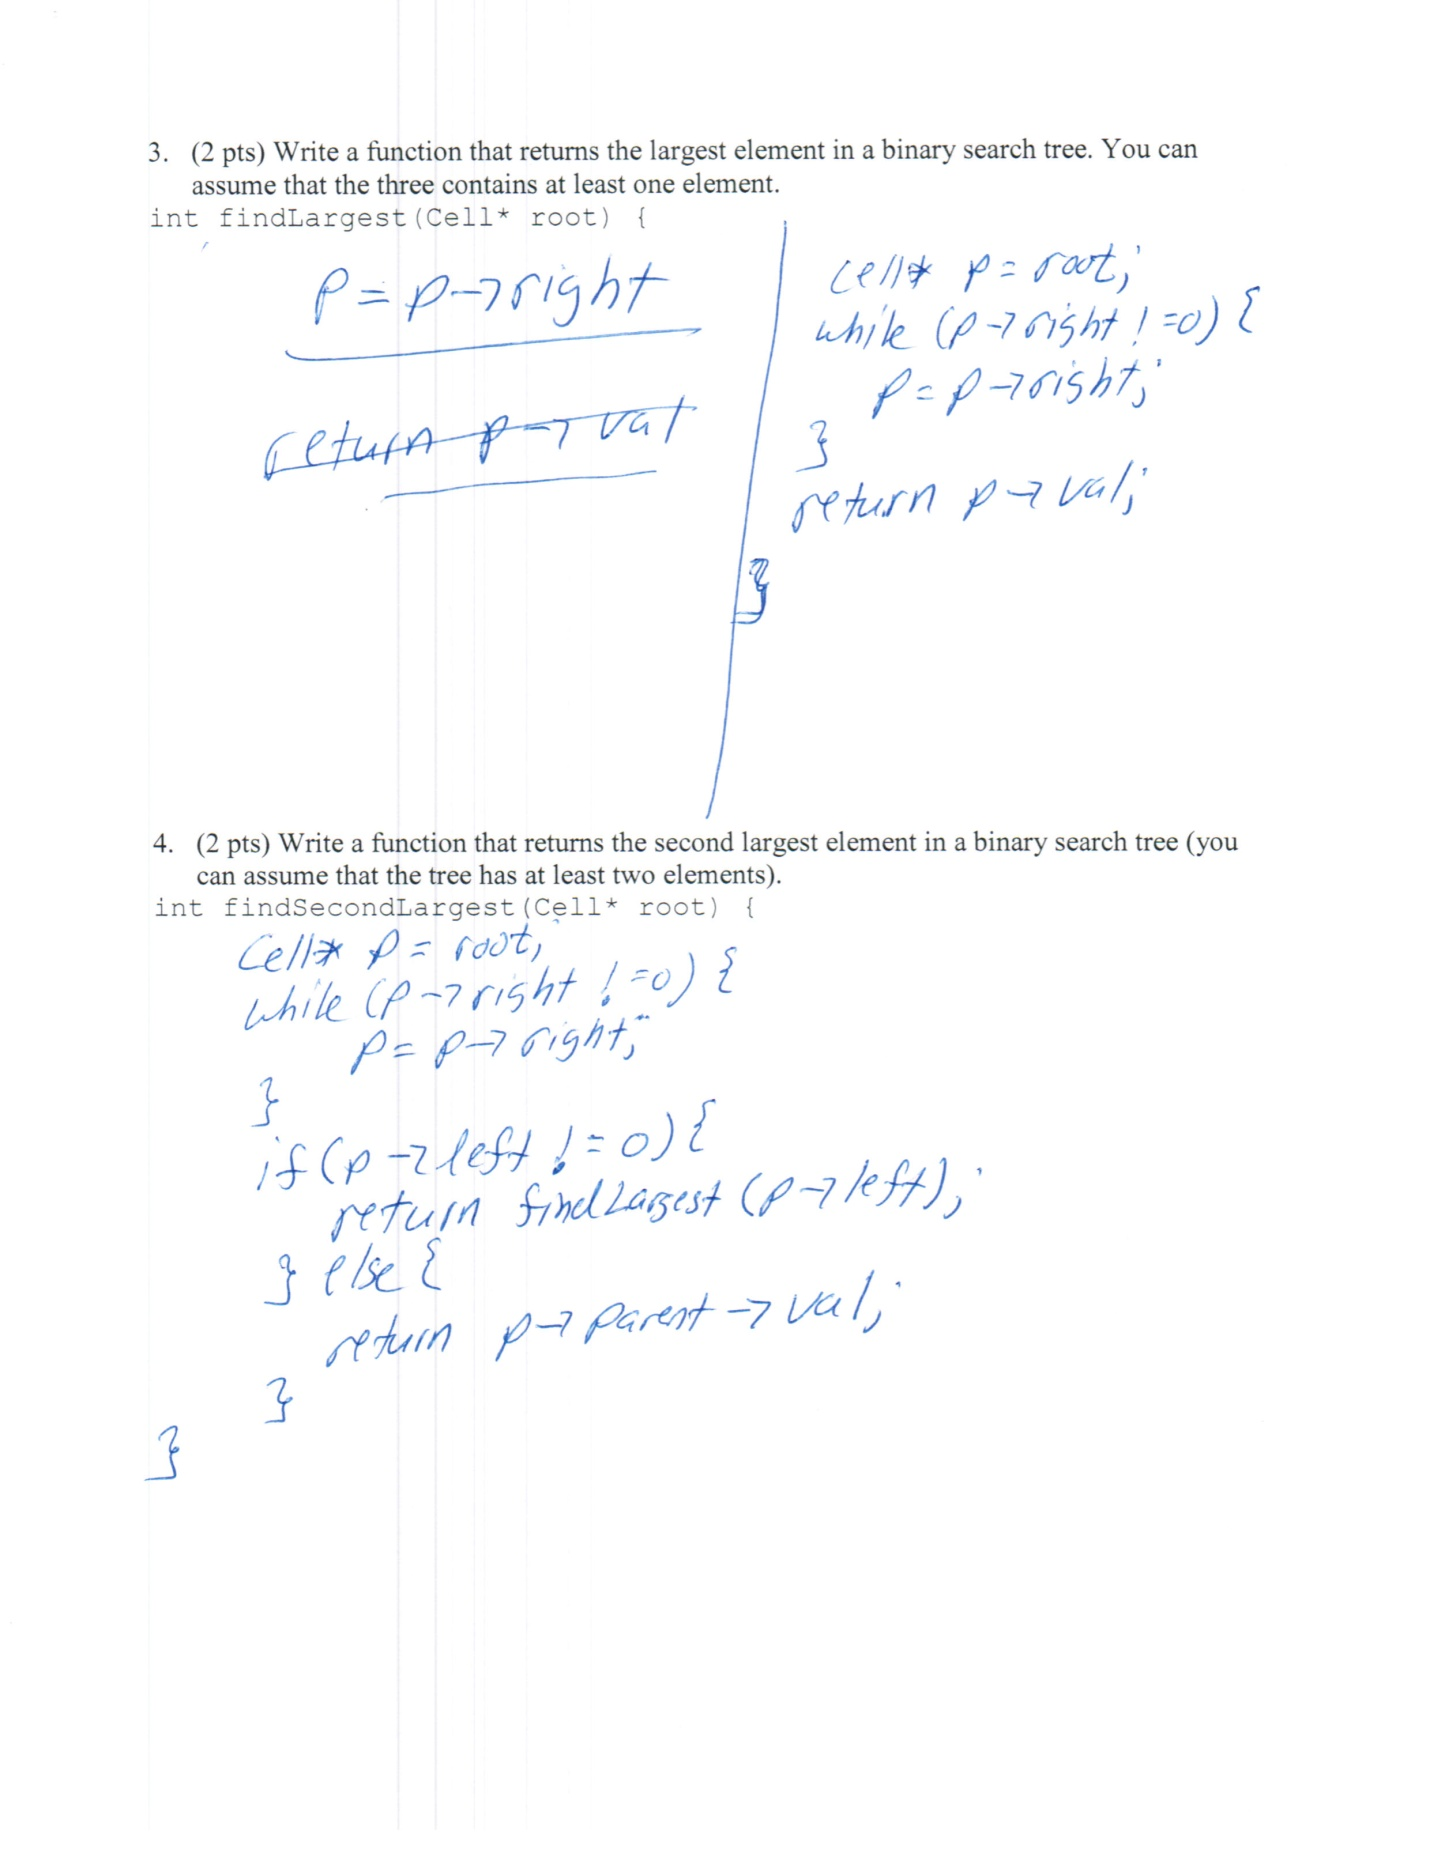 3. (2 pts) Write a function that returns the largest element in a binary search tree. You can
assume that the three contains at least one element.
int findLargest(Cell* root) {
p = p->right
return p->val
Cell* p = root;
while (p->right != 0) {
p = p->right;
}
return p->val;
}
4. (2 pts) Write a function that returns the second largest element in a binary search tree (you
can assume that the tree has at least two elements).
int findSecondLargest(Cell* root) {
Cell* p = root;
while (p->right != 0) {
p = p->right;
}
if (p->left != 0) {
return findLargest (p->left);
} else {
return p->parent->val;
}
}